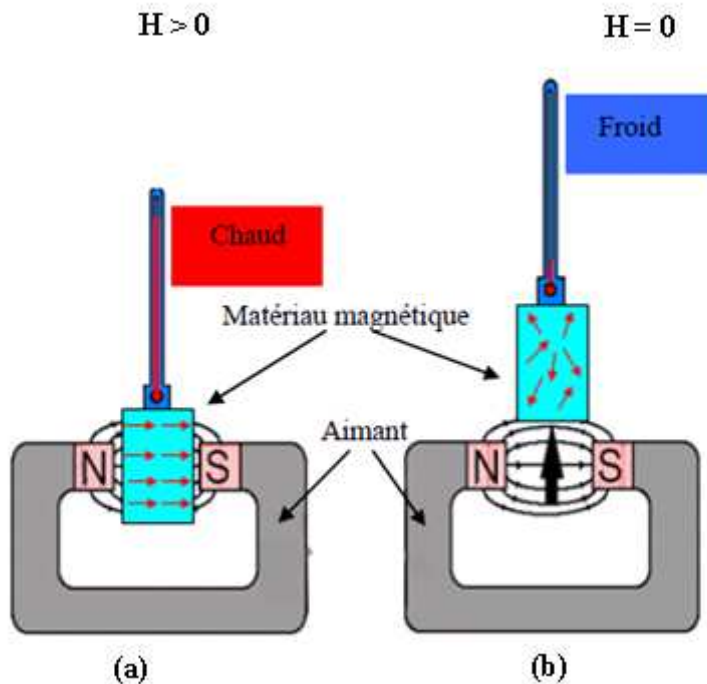 H > 0
H = 0
Froid
Chaud
Matériau magnétique
Aimant
N S
N S
(a)
(b)